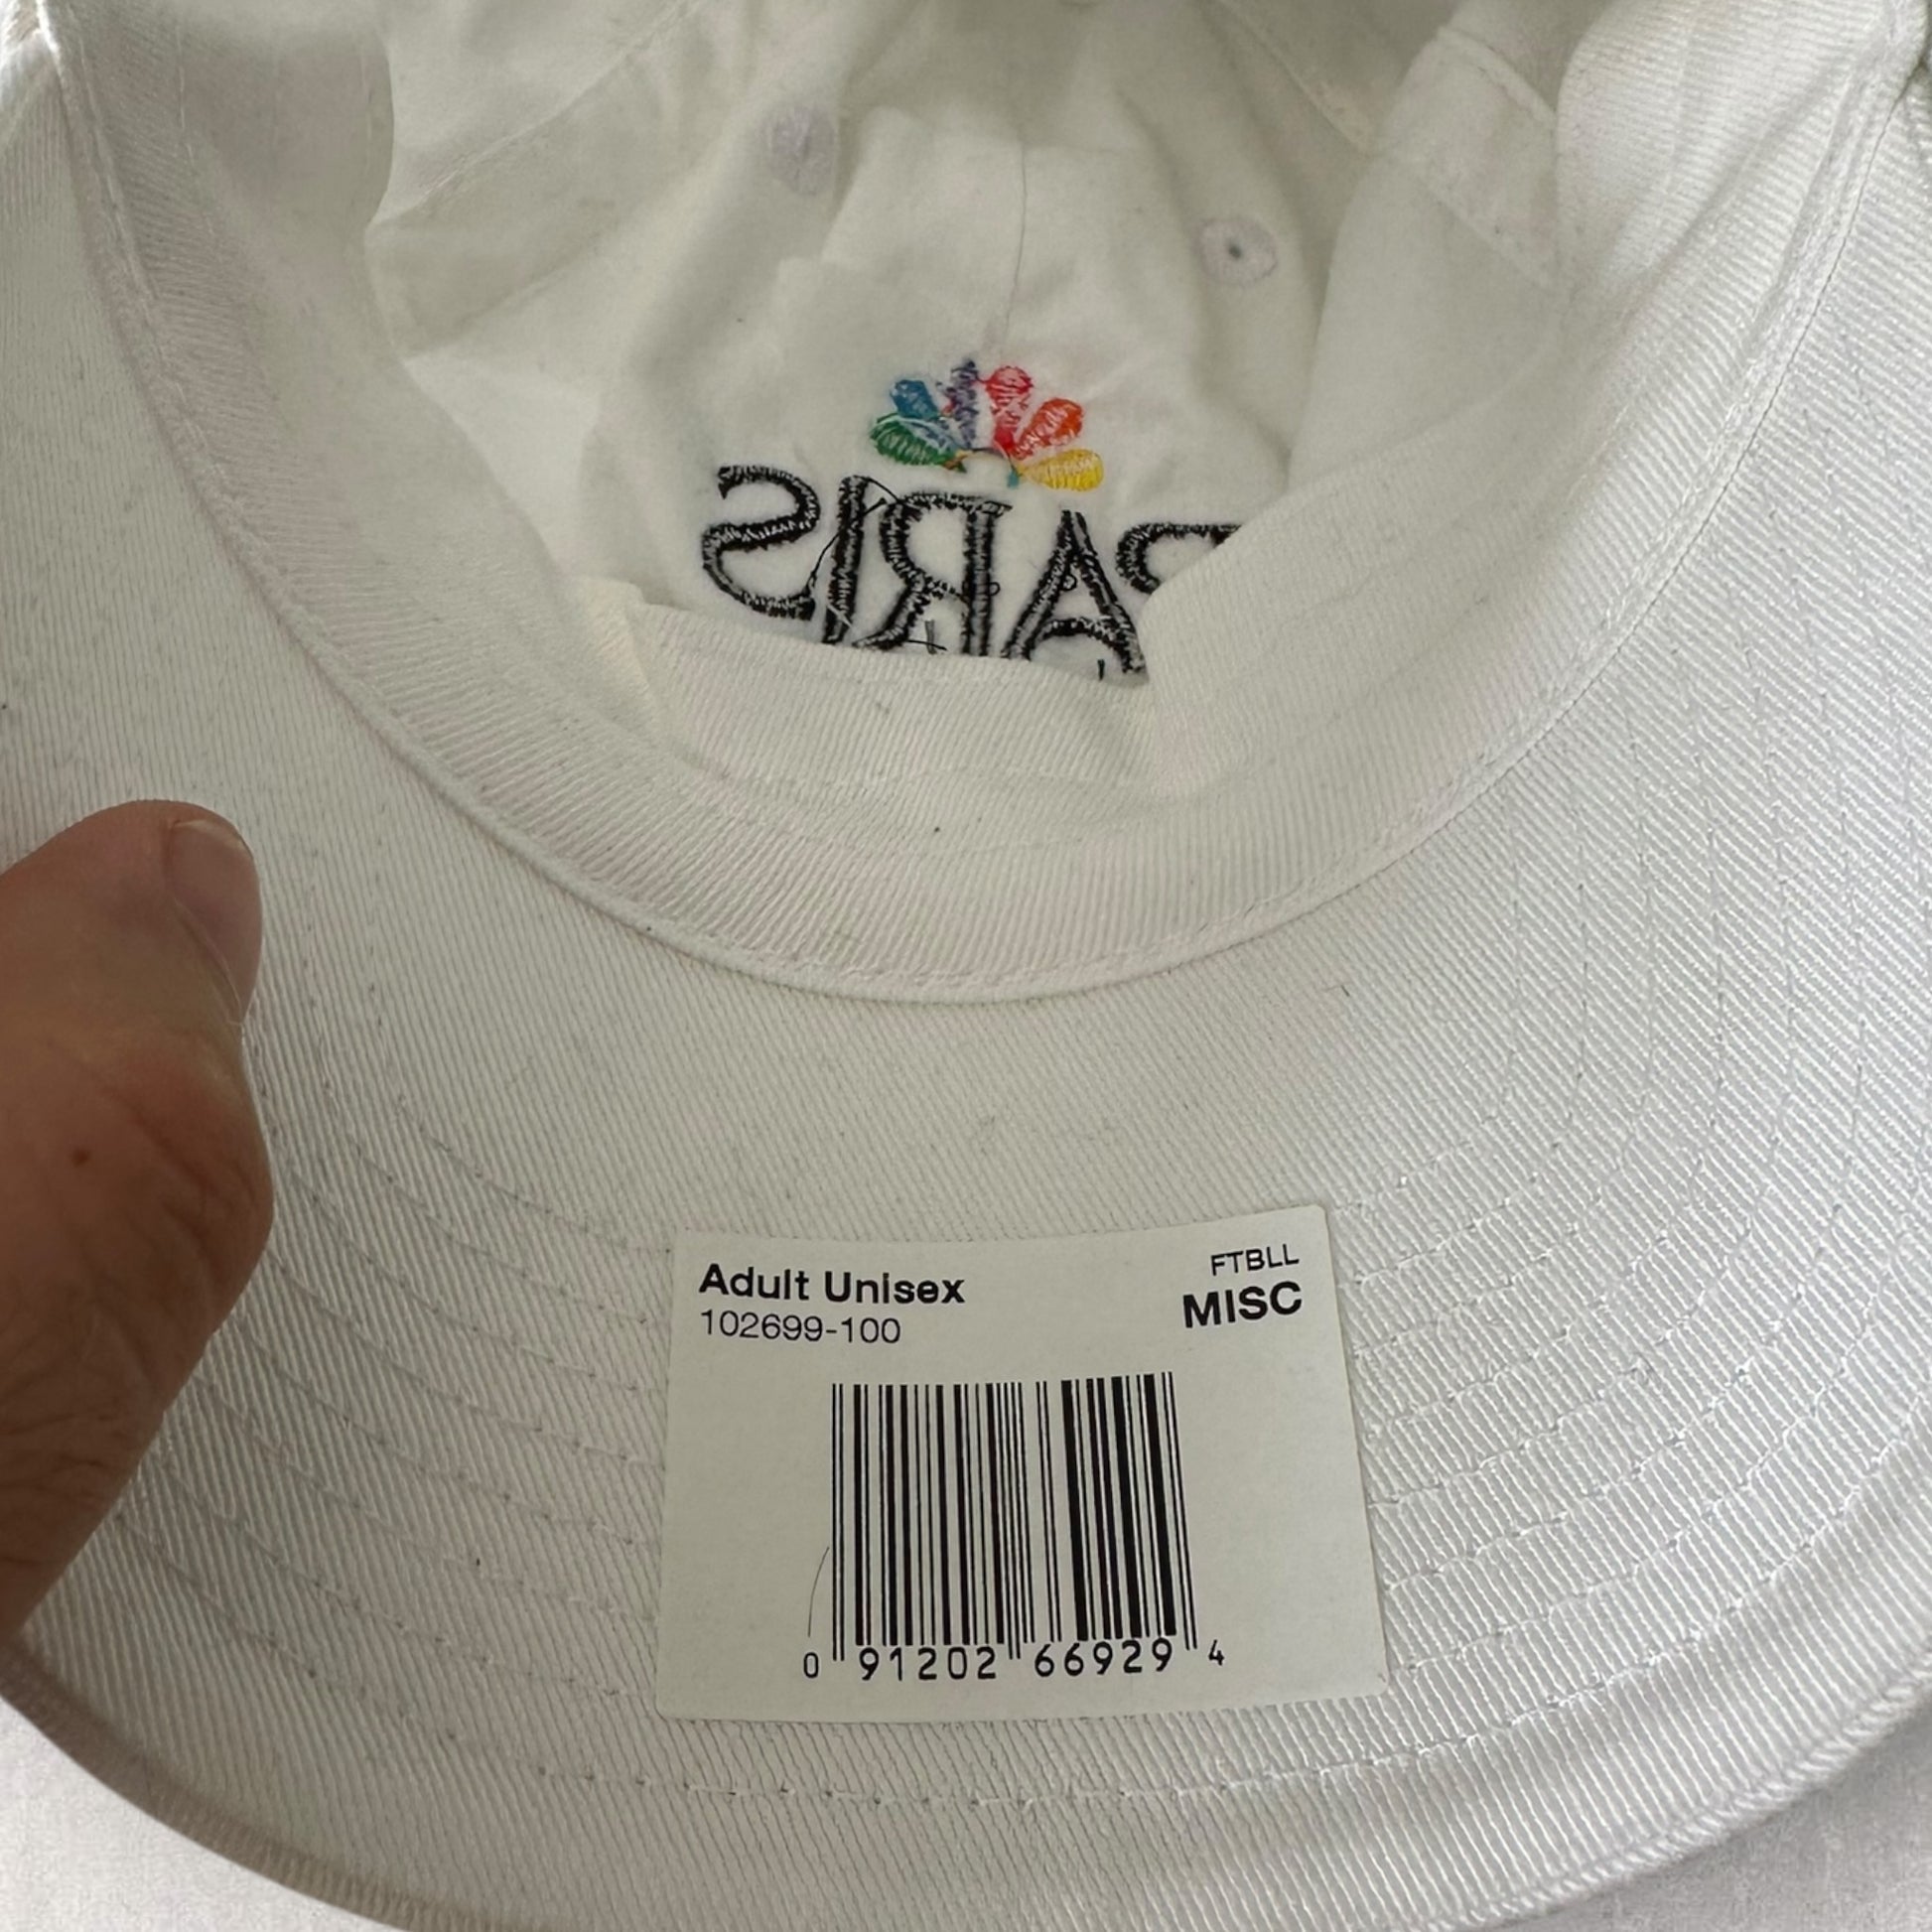 PARIS
Adult Unisex
102699-100
FTBLL
MISC
0 91202 66929 4